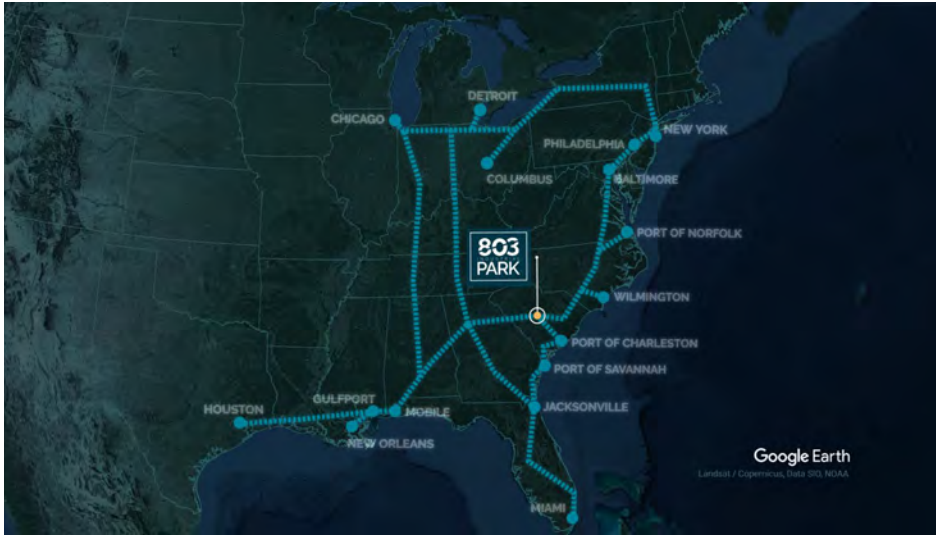 DETROIT
CHICAGO
NEW YORK
PHILADELPHIA
COLUMBUS
BALTIMORE
803
PARK
PORT OF NORFOLK
WILMINGTON
PORT OF CHARLESTON
PORT OF SAVANNAH
GULFPORT
HOUSTON
MOBILE
JACKSONVILLE
NEW ORLEANS
Google Earth
Landsat / Copernicus, Data SIO, NOAA
MIAMI